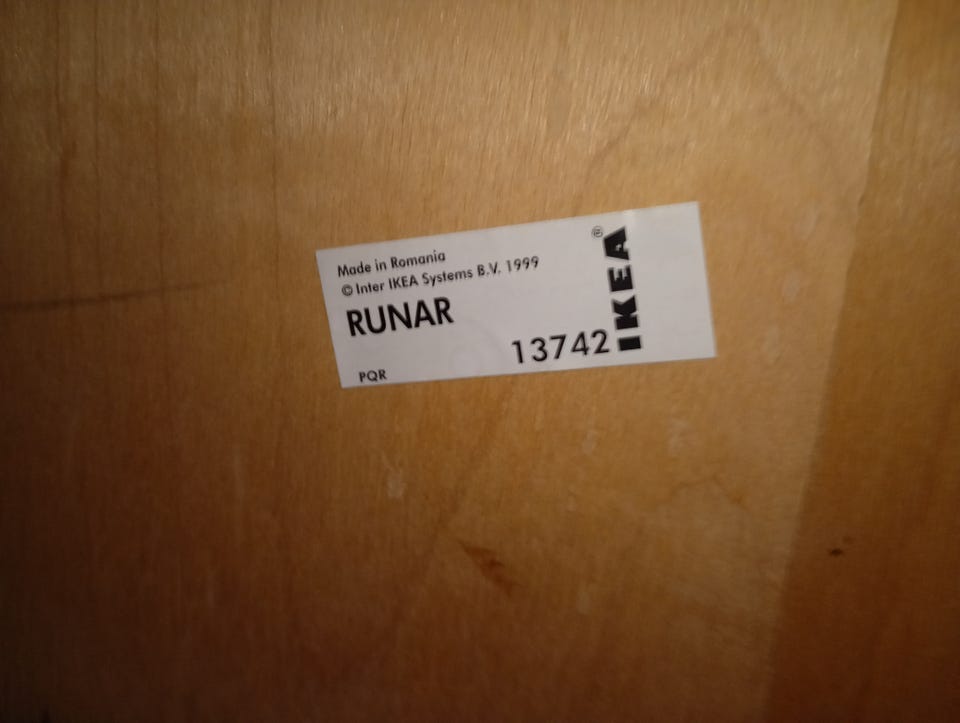 Made in Romania
© Inter IKEA Systems B.V. 1999
RUNAR
13742
PQR
IKEA®